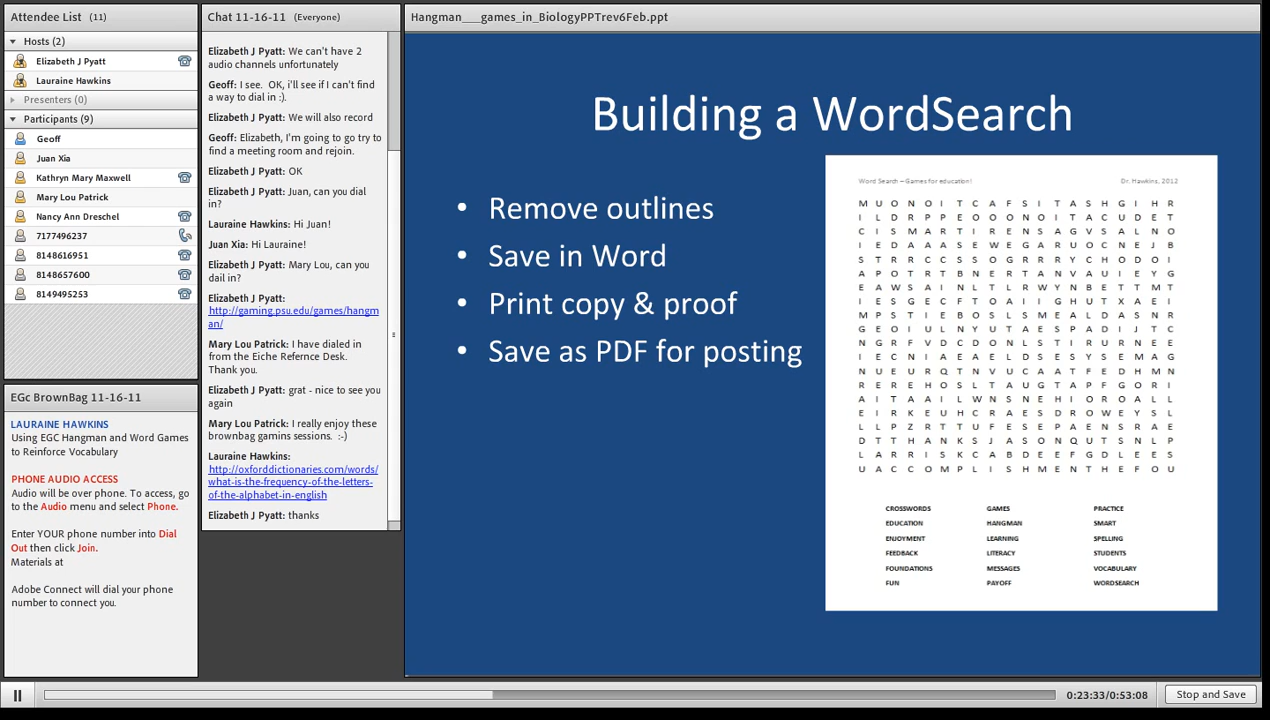 Attendee List (11)
Hosts (2)
Elizabeth J Pyatt
Lauraine Hawkins
Presenters (0)
Participants (9)
Geoff
Juan Xia
Kathryn Mary Maxwell
Mary Lou Patrick
Nancy Ann Dreschel
7177496237
8148616951
8148657600
8149495253
EGc BrownBag 11-16-11
LAURAINE HAWKINS
Using EGC Hangman and Word Games
to Reinforce Vocabulary
PHONE AUDIO ACCESS
Audio will be over phone. To access, go
to the Audio menu and select Phone.
Enter YOUR phone number into Dial
Out then click Join.
Materials at
Adobe Connect will dial your phone
number to connect you.
Chat 11-16-11 (Everyone)
Elizabeth J Pyatt: We can't have 2
audio channels unfortunately
Geoff: I see. OK, i'll see if I can't find
a way to dial in :).
Elizabeth J Pyatt: We will also record
Geoff: Elizabeth, I'm going to go try to
find a meeting room and rejoin.
Elizabeth J Pyatt: OK
Elizabeth J Pyatt: Juan, can you dial
in?
Lauraine Hawkins: Hi Juan!
Juan Xia: Hi Lauraine!
Elizabeth J Pyatt: Mary Lou, can you
dail in?
Elizabeth J Pyatt:
http://gaming.psu.edu/games/hangm
an/
Mary Lou Patrick: I have dialed in
from the Eiche Refernce Desk.
Thank you.
Elizabeth J Pyatt: grat - nice to see you
again
Mary Lou Patrick: I really enjoy these
brownbag gamins sessions. :-)
Lauraine Hawkins:
http://oxforddictionaries.com/words/
what-is-the-frequency-of-the-letters-
of-the-alphabet-in-english
Elizabeth J Pyatt: thanks
Hangman___games_in_BiologyPPTrev6Feb.ppt
Building a WordSearch
• Remove outlines
• Save in Word
• Print copy & proof
• Save as PDF for posting
Word Search – Games for education! Dr. Hawkins, 2012
M U O N O I T C A F S I T A S H G I H R
I L D R P P E O O O N O I T A C U D E T
C I S M A R T I R E N S A G V S A L N O
I E D A A A S E W E G A R U O C N E J B
S T R R C C S S O G R R R Y C H O D O I
A P O T R T B N E R T A N V A U I E Y G
E A W S A I N L T L R W Y N B E T T M T
I E S G E C F T O A I I G H U T X A E I
M P S T I E B O S L S M E A L D A S N R
G E O I U L N Y U T A E S P A D I J T C
N G R F V D C D O N L S T I R U R N E E
I E C N I A E A E L D S E S Y S E M A G
N U E U R Q T N V U C A A T F E D H M N
R E R E H O S L T A U G T A P F G O R I
A I T A A I L W N S N E H I O R O A L L
E I R K E U H C R A E S D R O W E Y S L
L L P Z R T T U F E S E P A E N S R A E
D T T H A N K S J A S O N Q U T S N L P
L A R R I S K C A B D E E F G D L E E S
U A C C O M P L I S H M E N T H E F O U
CROSSWORDS GAMES PRACTICE
EDUCATION HANGMAN SMART
ENJOYMENT LEARNING SPELLING
FEEDBACK LITERACY STUDENTS
FOUNDATIONS MESSAGES VOCABULARY
FUN PAYOFF WORDSEARCH
0:23:33/0:53:08
Stop and Save